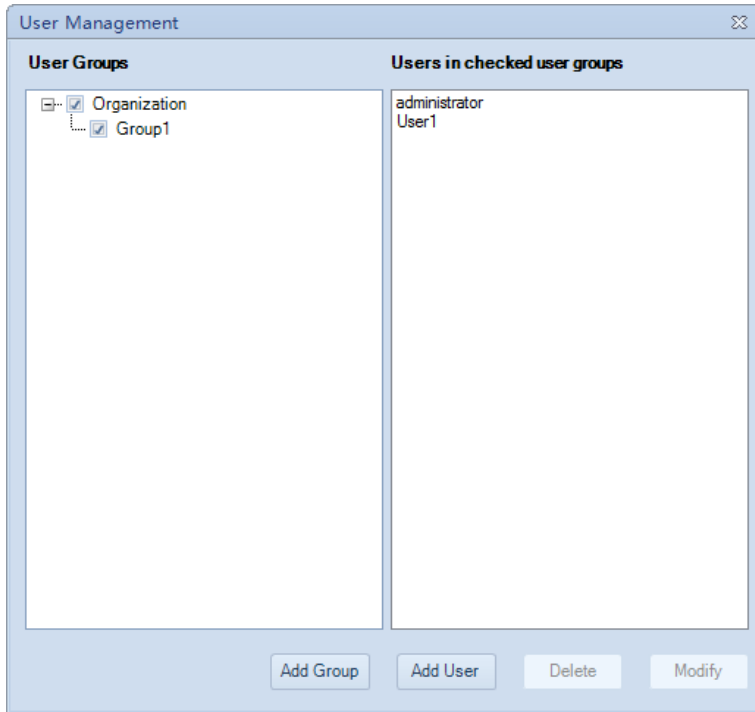 User Management
User Groups
Users in checked user groups
Organization
Group1
administrator
User1
Add Group
Add User
Delete
Modify